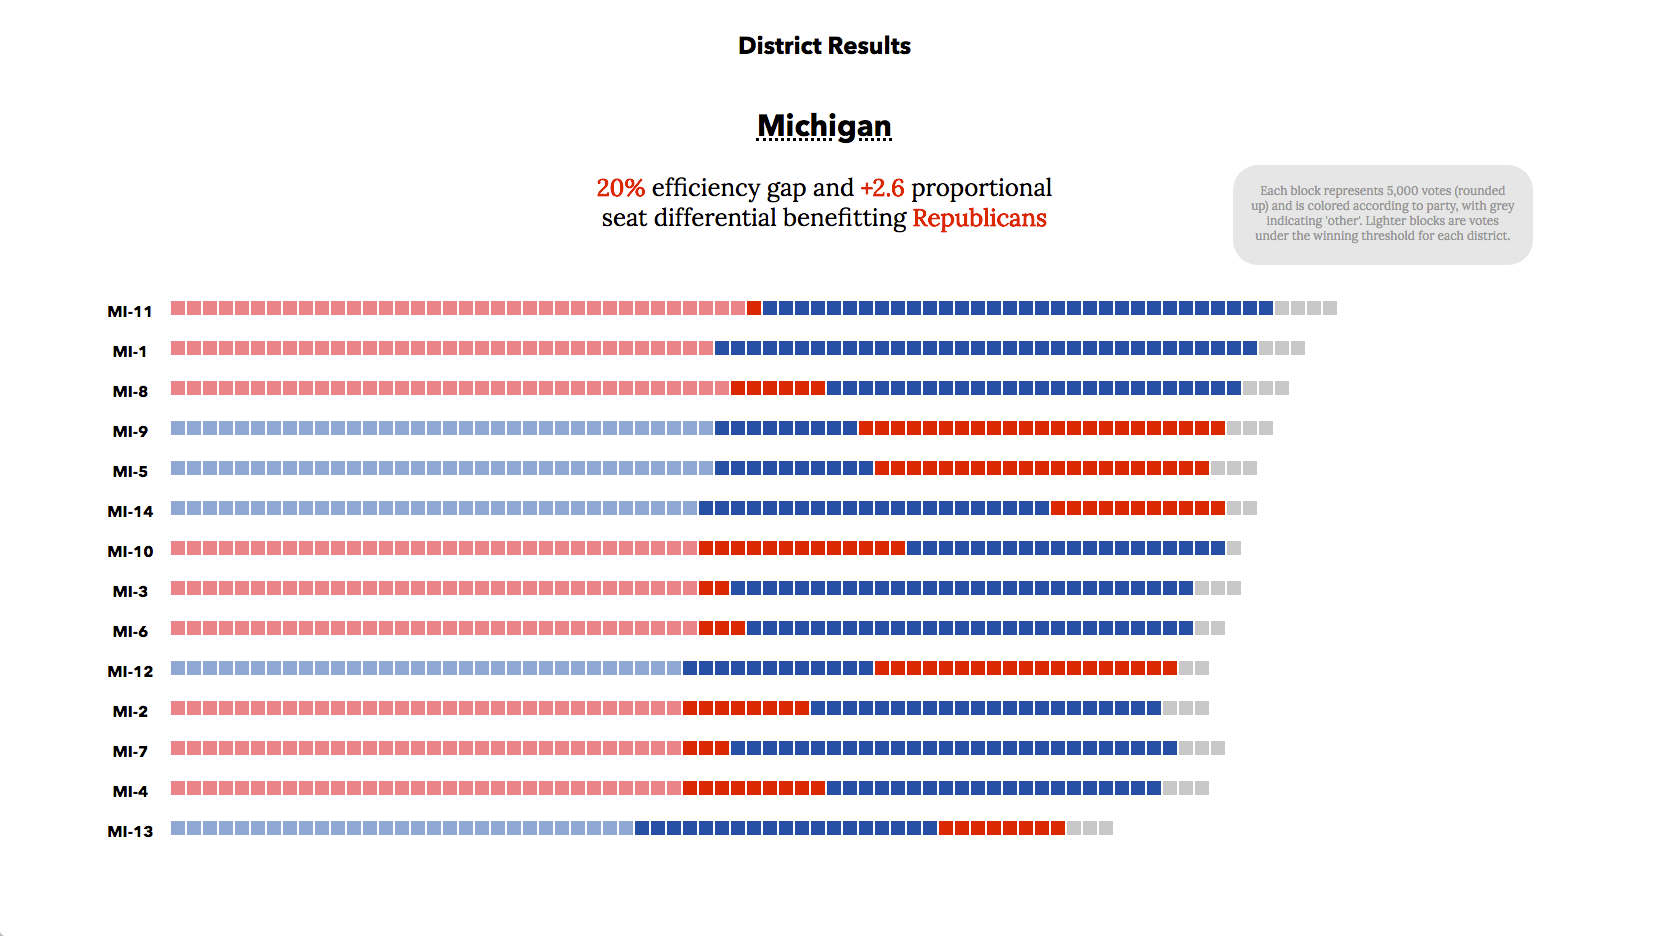 District Results
Michigan
20% efficiency gap and +2.6 proportional
seat differential benefitting Republicans
Each block represents 5,000 votes (rounded
up) and is colored according to party, with grey
indicating 'other'. Lighter blocks are votes
under the winning threshold for each district.
MI-11
MI-1
MI-8
MI-9
MI-5
MI-14
MI-10
MI-3
MI-6
MI-12
MI-2
MI-7
MI-4
MI-13